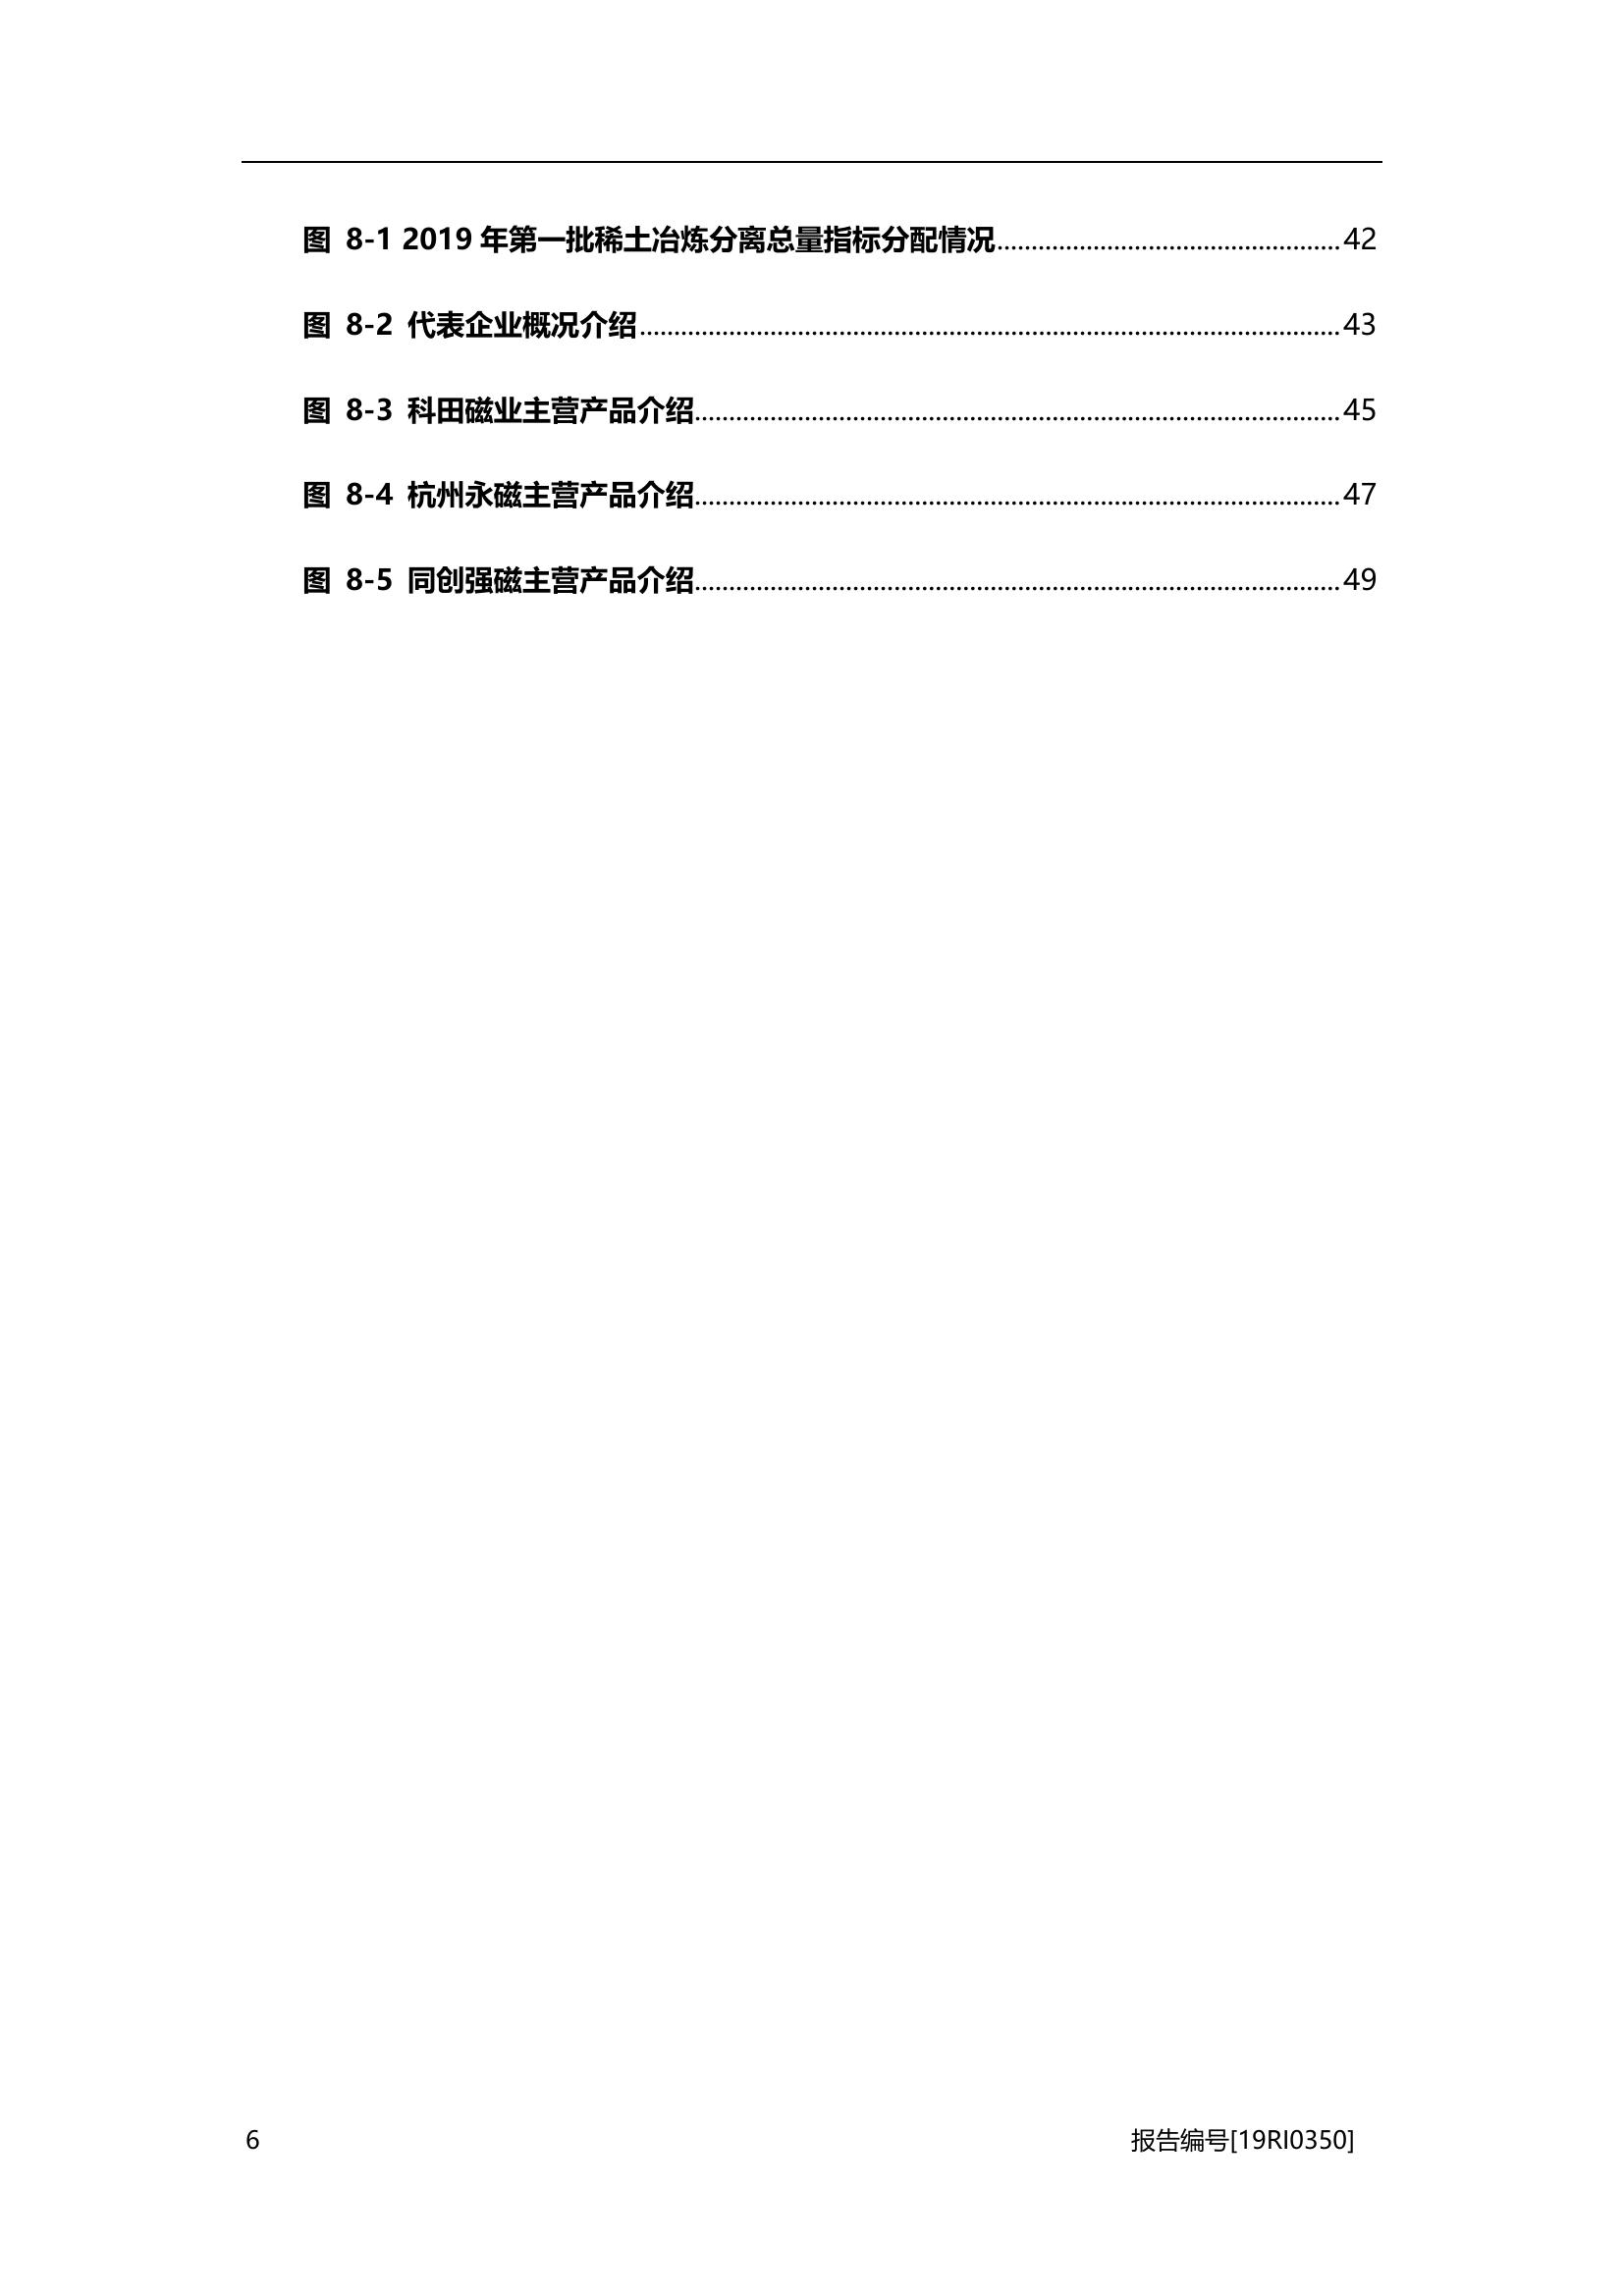 图 8-1 2019 年第一批稀土冶炼分离总量指标分配情况..................................................42
图 8-2 代表企业概况介绍......................................................................................................43
图 8-3 科田磁业主营产品介绍..............................................................................................45
图 8-4 杭州永磁主营产品介绍..............................................................................................47
图 8-5 同创强磁主营产品介绍..............................................................................................49
6 报告编号[19RI0350]